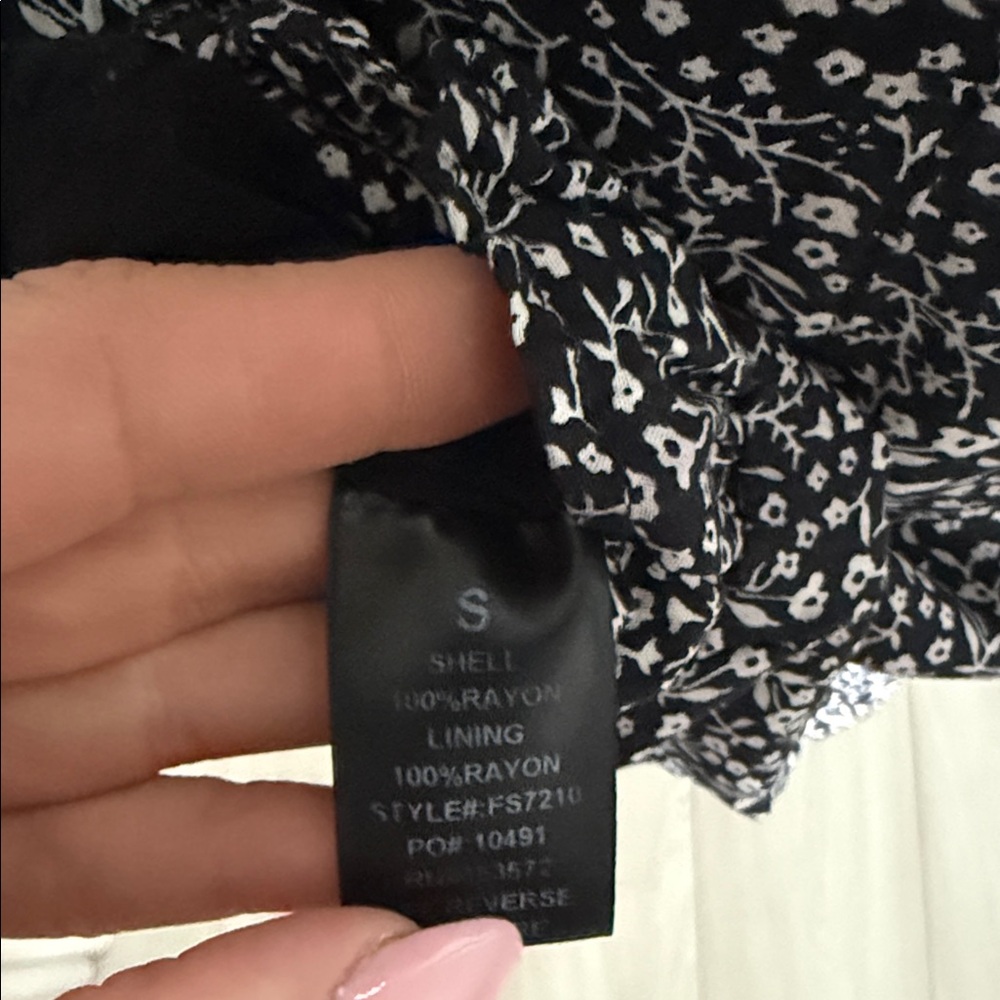 S
SHELL
100%RAYON
LINING
100%RAYON
STYLE#:FS7210
PO# 10491
REVERSE